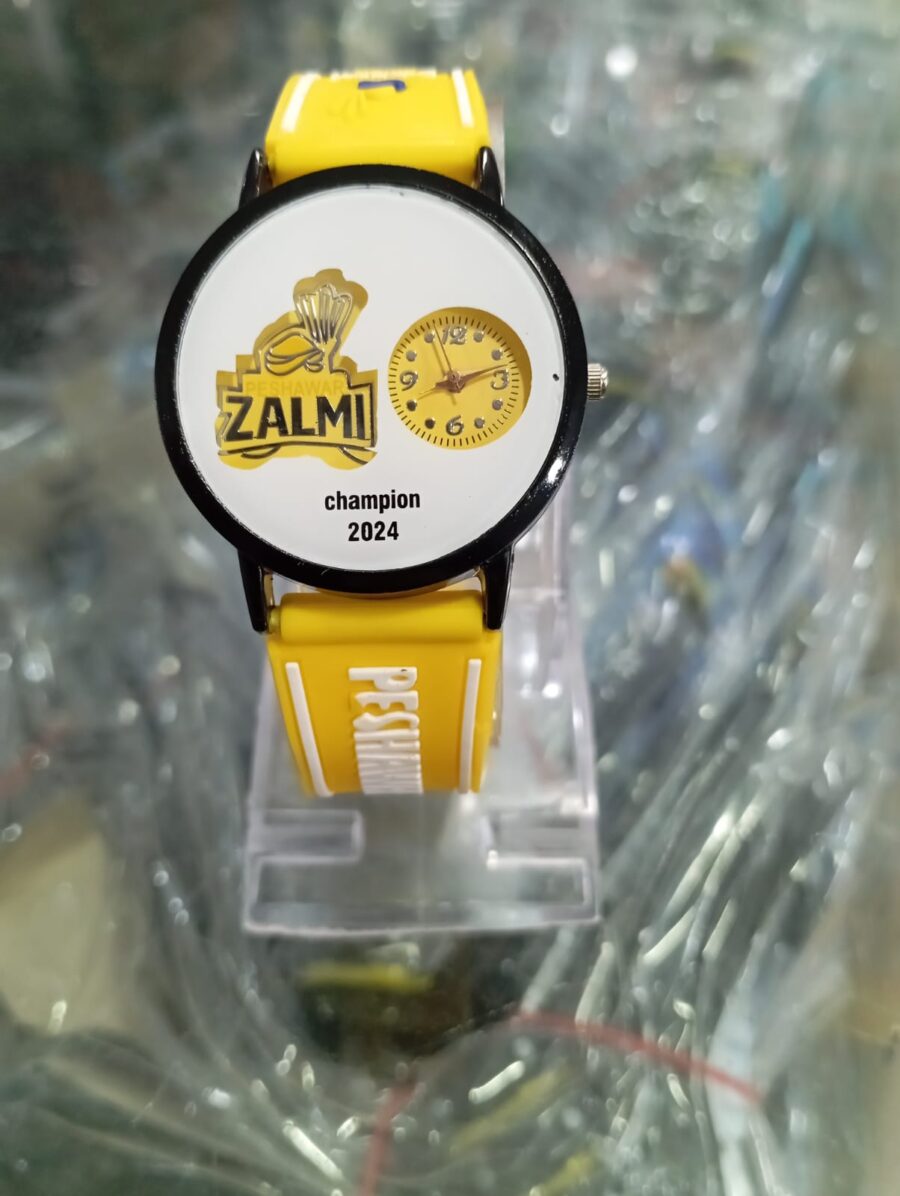 PESHAWAR
ZALMI
12
3
6
9
champion
2024